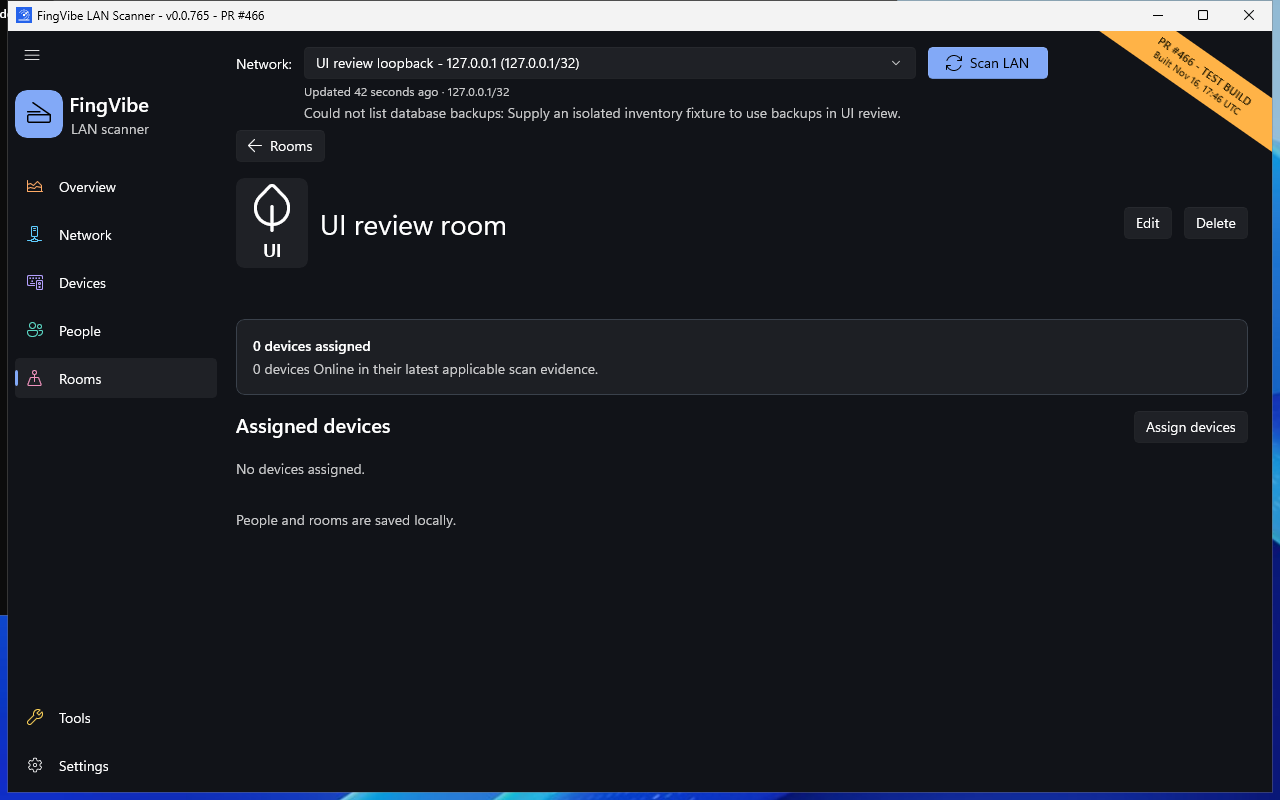 FingVibe LAN Scanner - v0.0.765 - PR #466
Network:
UI review loopback - 127.0.0.1 (127.0.0.1/32)
Scan LAN
PR #466 - TEST BUILD
Built Nov 16, 17:46 UTC
Updated 42 seconds ago · 127.0.0.1/32
Could not list database backups: Supply an isolated inventory fixture to use backups in UI review.
FingVibe
LAN scanner
Overview
Network
Devices
People
Rooms
Tools
Settings
Rooms
UI
UI review room
Edit
Delete
0 devices assigned
0 devices Online in their latest applicable scan evidence.
Assigned devices
Assign devices
No devices assigned.
People and rooms are saved locally.